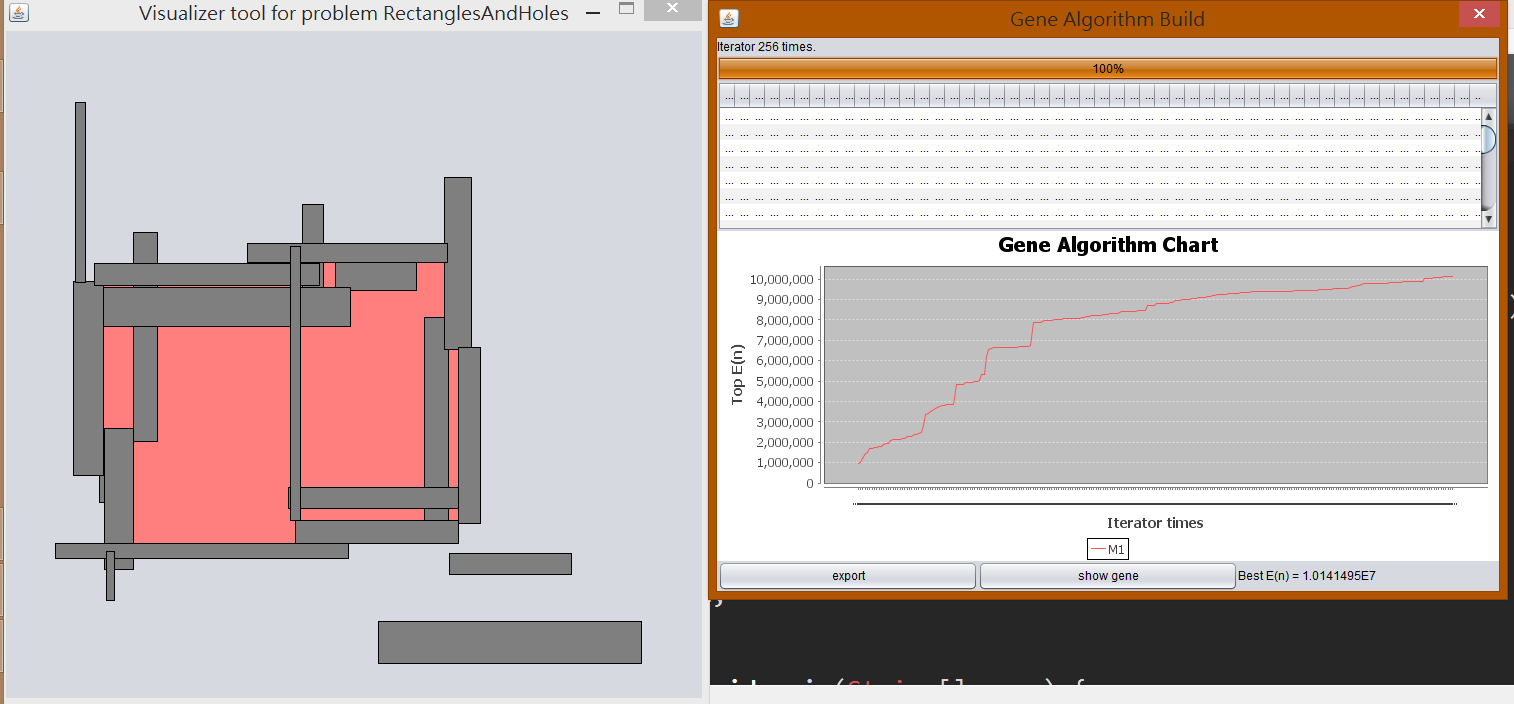 Visualizer tool for problem RectanglesAndHoles
Gene Algorithm Build
Iterator 256 times.
100%
Gene Algorithm Chart
Top E(n)
10,000,000
9,000,000
8,000,000
7,000,000
6,000,000
5,000,000
4,000,000
3,000,000
2,000,000
1,000,000
0
Iterator times
M1
export
show gene
Best E(n) = 1.0141495E7